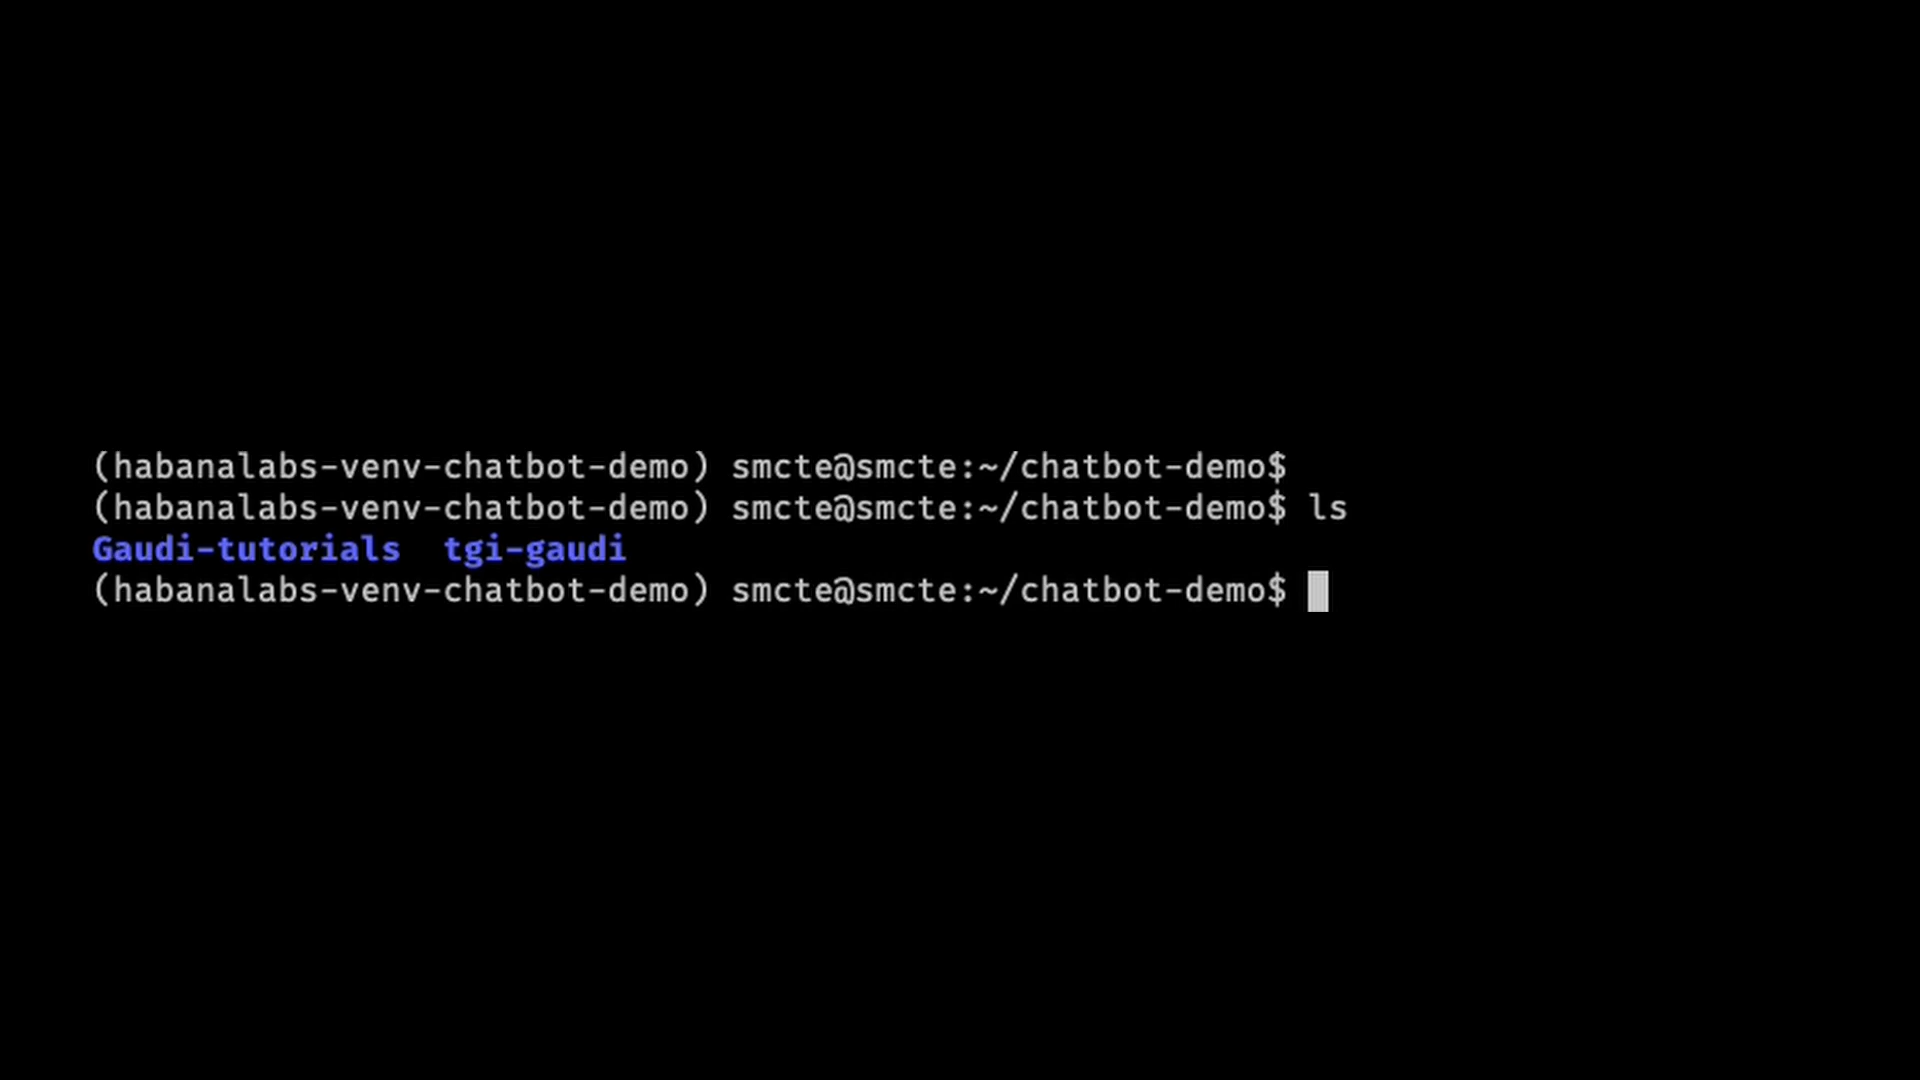 (habanalabs-venv-chatbot-demo) smcte@smcte:~/chatbot-demo$
(habanalabs-venv-chatbot-demo) smcte@smcte:~/chatbot-demo$ ls
Gaudi-tutorials  tgi-gaudi
(habanalabs-venv-chatbot-demo) smcte@smcte:~/chatbot-demo$